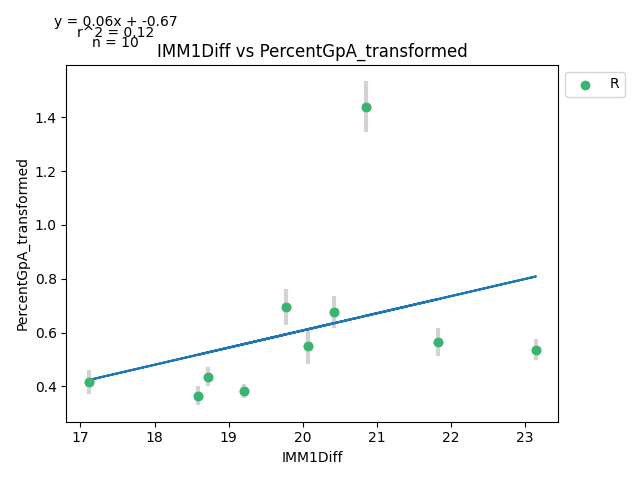 y = 0.06x + -0.67
r^2 = 0.12
n = 10
IMM1Diff vs PercentGpA_transformed
R
PercentGpA_transformed
1.4
1.2
1.0
0.8
0.6
0.4
17 18 19 20 21 22 23
IMM1Diff